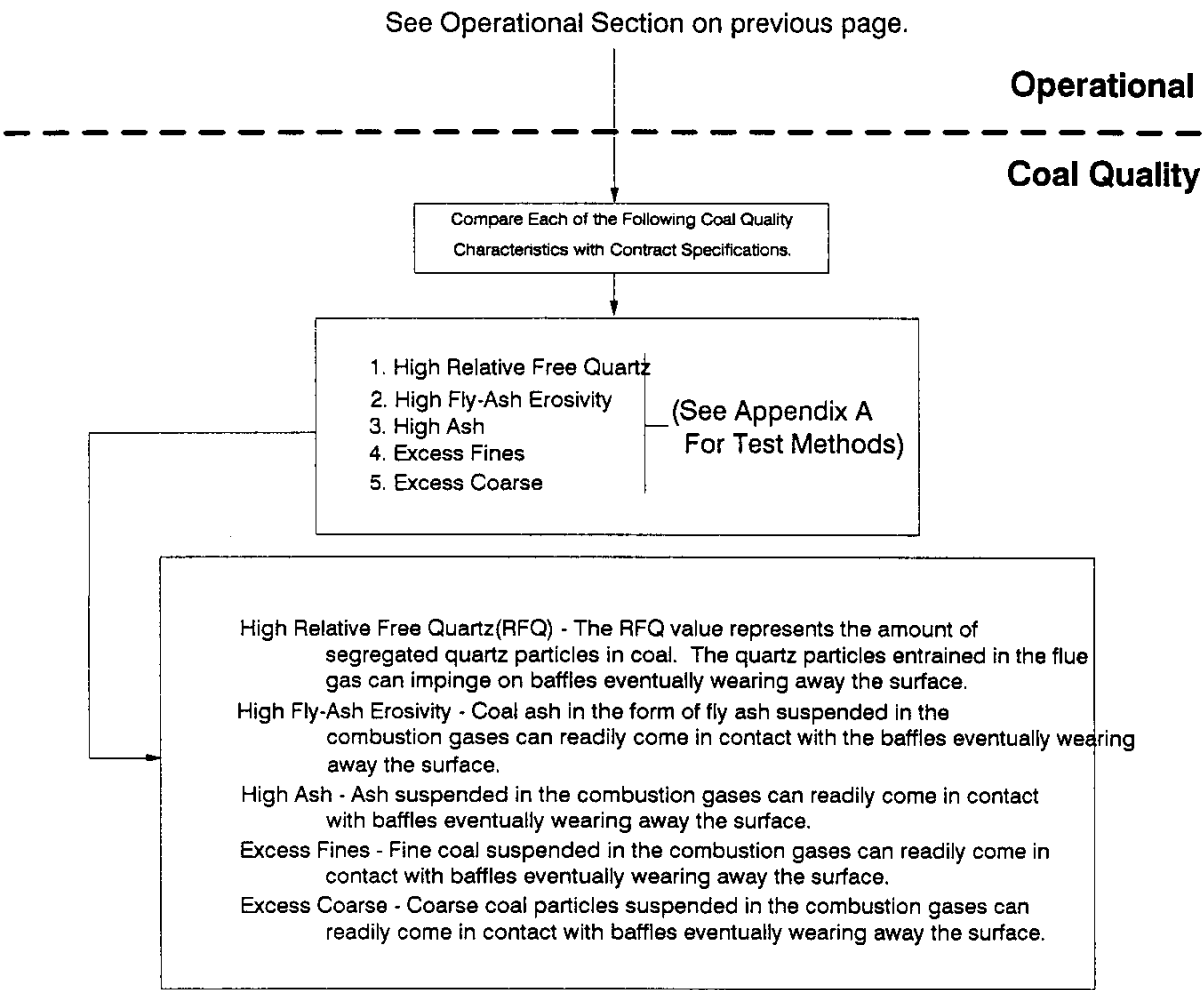 See Operational Section on previous page.
Operational
Coal Quality
Compare Each of the Following Coal Quality
Characteristics with Contract Specifications.
1. High Relative Free Quartz
2. High Fly-Ash Erosivity
3. High Ash
4. Excess Fines
5. Excess Coarse
(See Appendix A
For Test Methods)
High Relative Free Quartz(RFQ) - The RFQ value represents the amount of
segregated quartz particles in coal. The quartz particles entrained in the flue
gas can impinge on baffles eventually wearing away the surface.
High Fly-Ash Erosivity - Coal ash in the form of fly ash suspended in the
combustion gases can readily come in contact with the baffles eventually wearing
away the surface.
High Ash - Ash suspended in the combustion gases can readily come in contact
with baffles eventually wearing away the surface.
Excess Fines - Fine coal suspended in the combustion gases can readily come in
contact with baffles eventually wearing away the surface.
Excess Coarse - Coarse coal particles suspended in the combustion gases can
readily come in contact with baffles eventually wearing away the surface.